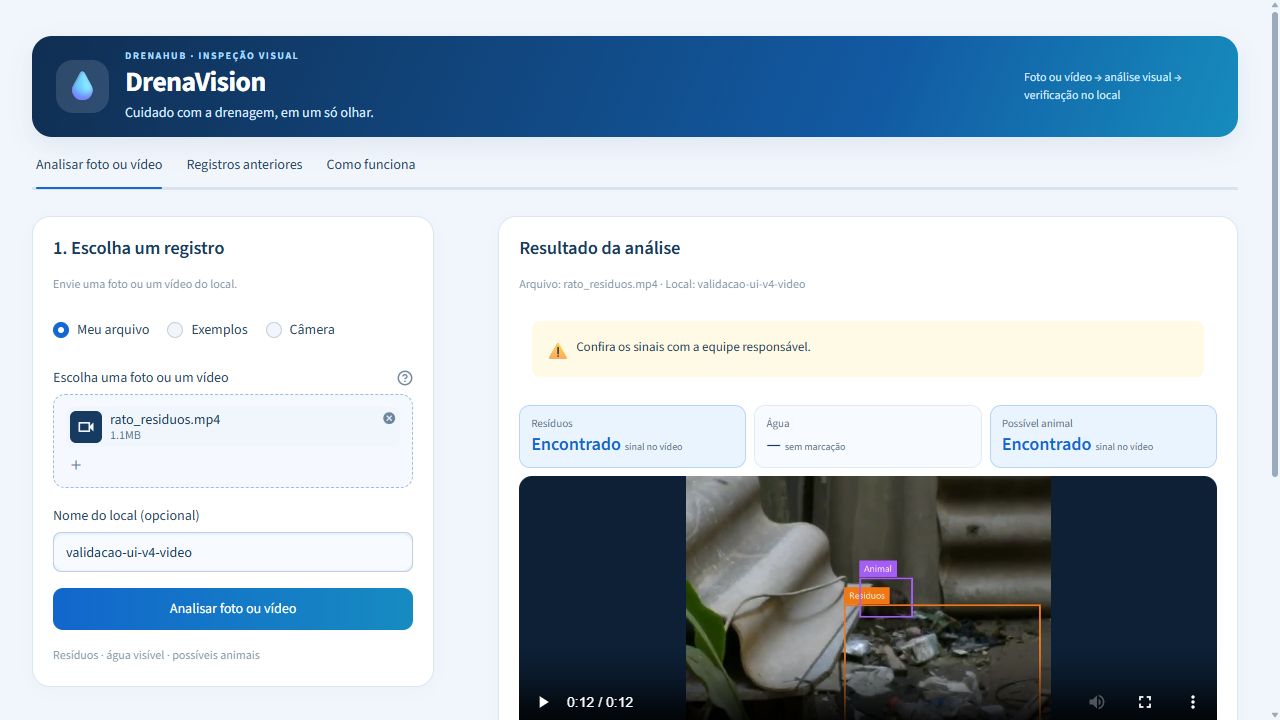 DRENAHUB · INSPEÇÃO VISUAL
DrenaVision
Cuidado com a drenagem, em um só olhar.
Foto ou vídeo → análise visual →
verificação no local
Analisar foto ou vídeo
Registros anteriores
Como funciona
1. Escolha um registro
Envie uma foto ou um vídeo do local.
Meu arquivo
Exemplos
Câmera
Escolha uma foto ou um vídeo
rato_residuos.mp4
1.1MB
Nome do local (opcional)
validacao-ui-v4-video
Analisar foto ou vídeo
Resíduos · água visível · possíveis animais
Resultado da análise
Arquivo: rato_residuos.mp4 · Local: validacao-ui-v4-video
Confira os sinais com a equipe responsável.
Resíduos
Encontrado sinal no vídeo
Água
— sem marcação
Possível animal
Encontrado sinal no vídeo
Animal
Resíduos
0:12 / 0:12